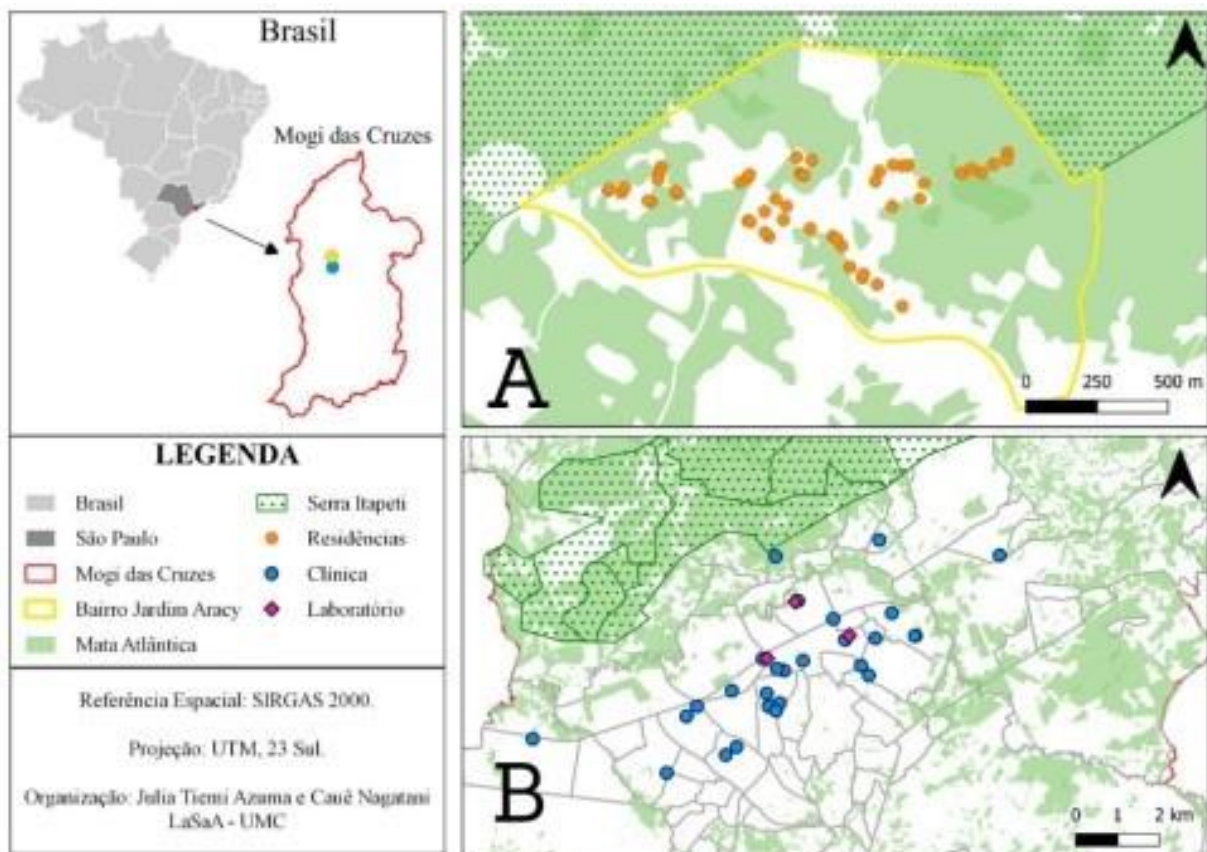 Brasil
Mogi das Cruzes
A
0 250 500 m
LEGENDA
Brasil
São Paulo
Mogi das Cruzes
Bairro Jardim Aracy
Mata Atlântica
Serra Itapeti
Residências
Clínica
Laboratório
Referência Espacial: SIRGAS 2000.
Projeção: UTM, 23 Sul.
Organização: Julia Tiemi Azuma e Cauê Nagatani
LaSaA - UMC
B
0 1 2 km